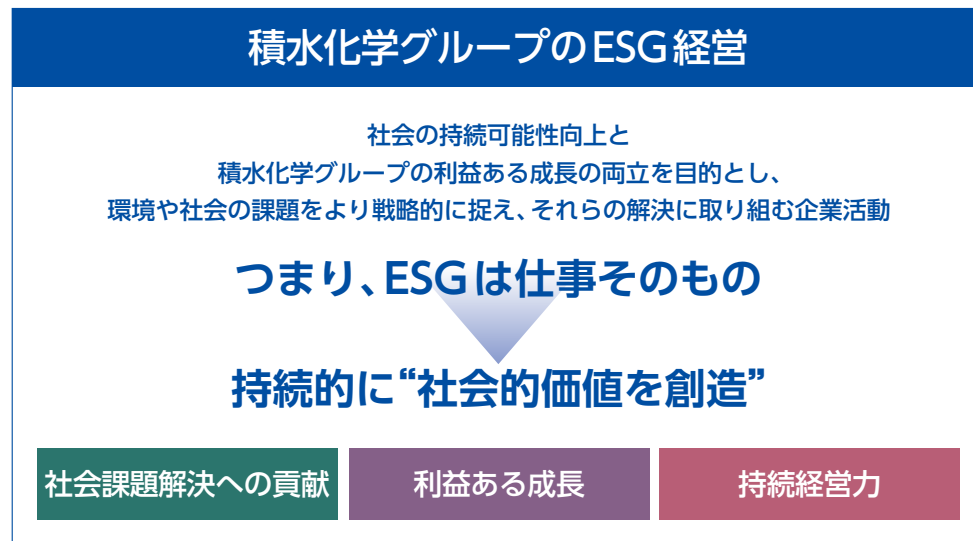 積水化学グループのESG経営
社会の持続可能性向上と
積水化学グループの利益ある成長の両立を目的とし、
環境や社会の課題をより戦略的に捉え、それらの解決に取り組む企業活動
つまり、ESGは仕事そのもの
持続的に“社会的価値を創造”
社会課題解決への貢献
利益ある成長
持続経営力